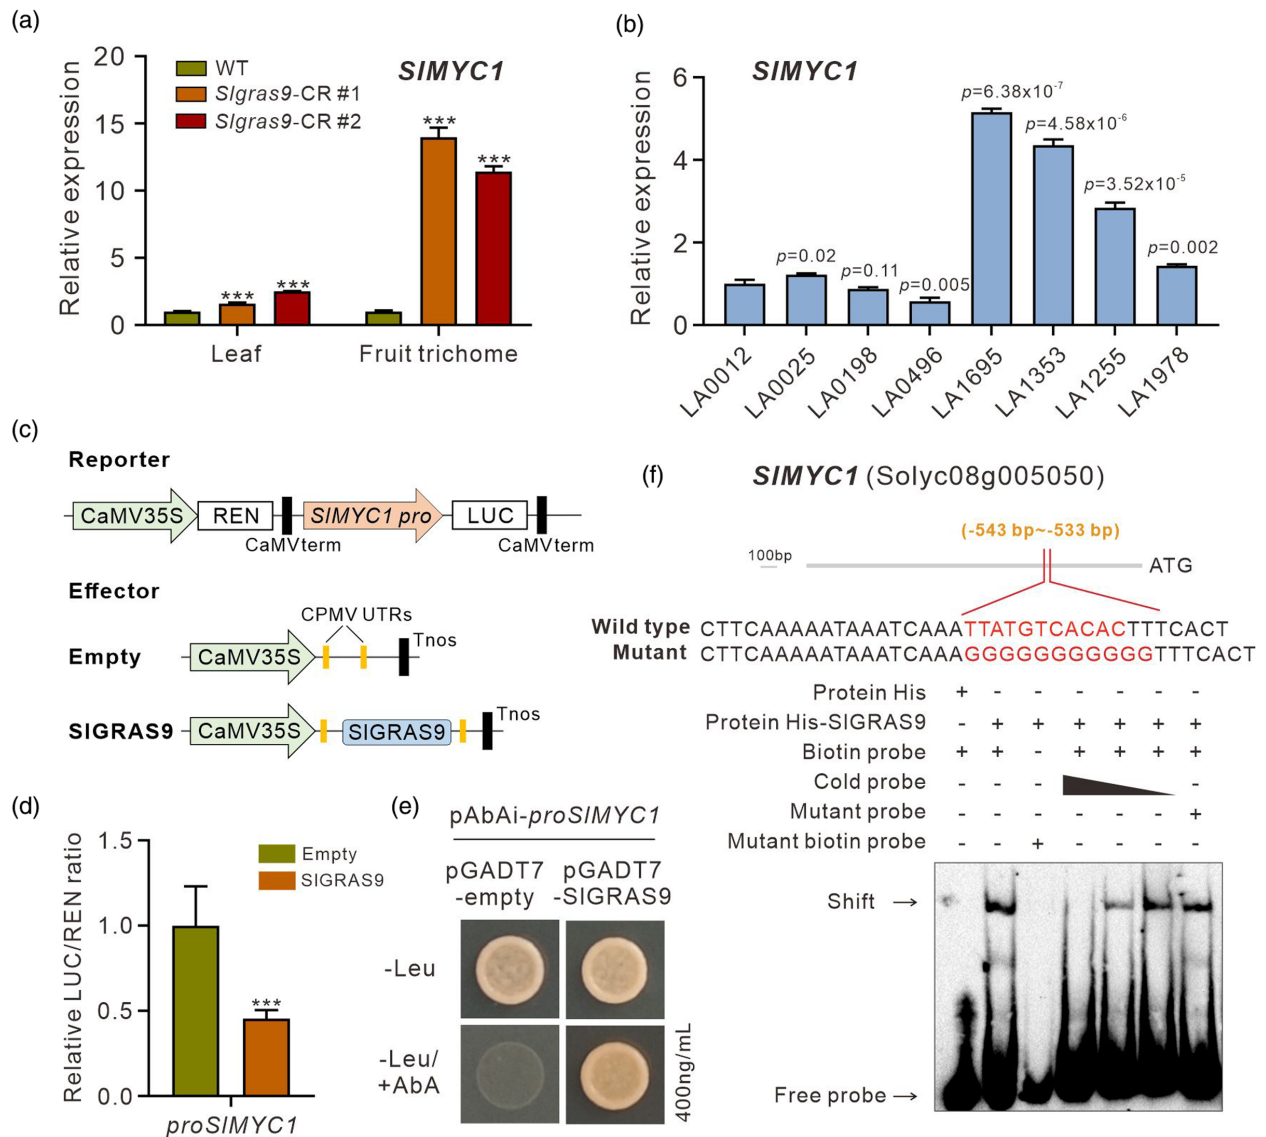 (a)
SlMYC1
WT
Slgras9-CR #1
Slgras9-CR #2
Relative expression
20
15
10
5
0
***
***
***
***
Leaf
Fruit trichome
(b)
SlMYC1
Relative expression
6
4
2
0
p=0.02
p=0.11
p=0.005
p=6.38x10-7
p=4.58x10-6
p=3.52x10-5
p=0.002
LA0012
LA0025
LA0198
LA0496
LA1695
LA1353
LA1255
LA1978
(c)
Reporter
CaMV35S
REN
CaMVterm
SlMYC1 pro
LUC
CaMVterm
Effector
CPMV UTRs
Empty
CaMV35S
Tnos
SlGRAS9
CaMV35S
SlGRAS9
Tnos
(d)
Relative LUC/REN ratio
1.5
1.0
0.5
0.0
Empty
SlGRAS9
***
proSlMYC1
(e)
pAbAi-proSlMYC1
pGADT7
-empty
pGADT7
-SlGRAS9
-Leu
-Leu/
+AbA
400ng/mL
(f)
SlMYC1 (Solyc08g005050)
(-543 bp~-533 bp)
100bp
ATG
Wild type CTTCAAAAATAAATCAAATTATGTCACACTTTCACT
Mutant CTTCAAAAATAAATCAAAGGGGGGGGGGGTTTCACT
Protein His + - - - - - -
Protein His-SlGRAS9 - + + + + + +
Biotin probe + + - + + + +
Cold probe - - - -
Mutant probe - - - - - - +
Mutant biotin probe - - + - - - -
Shift →
Free probe →